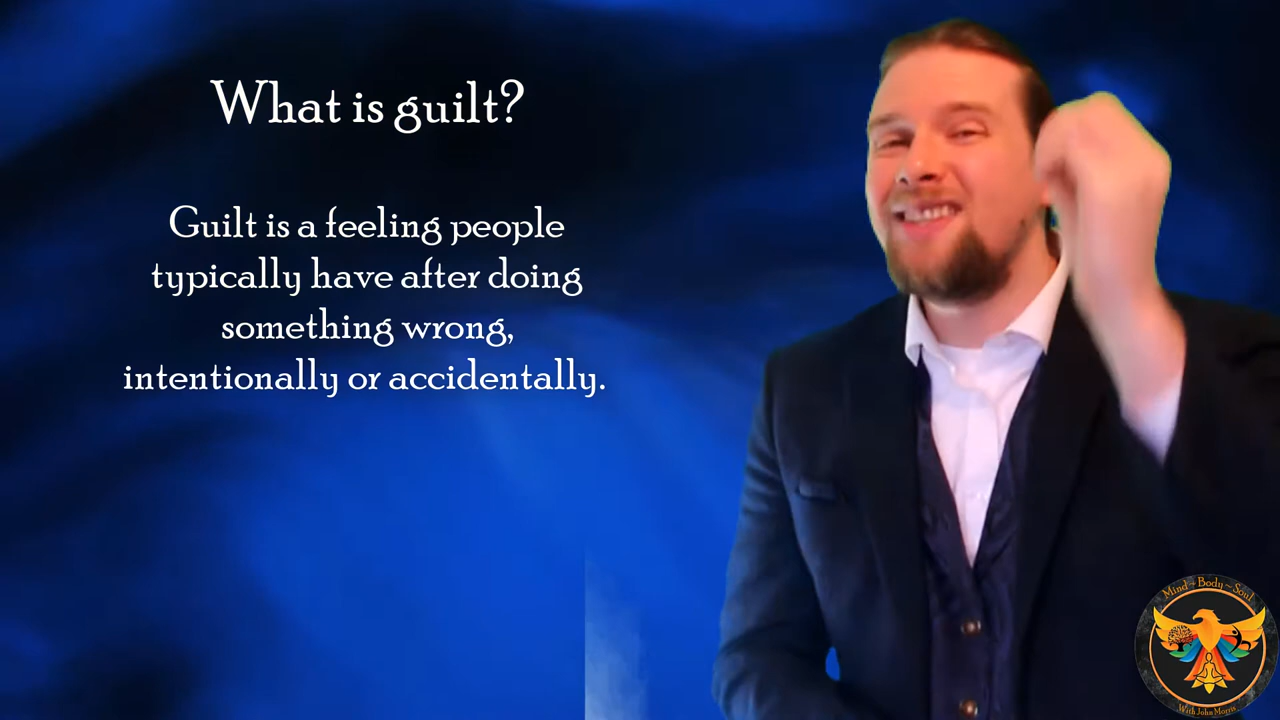 What is guilt?
Guilt is a feeling people
typically have after doing
something wrong,
intentionally or accidentally.
Mind ~ Body ~ Soul
With John Morris